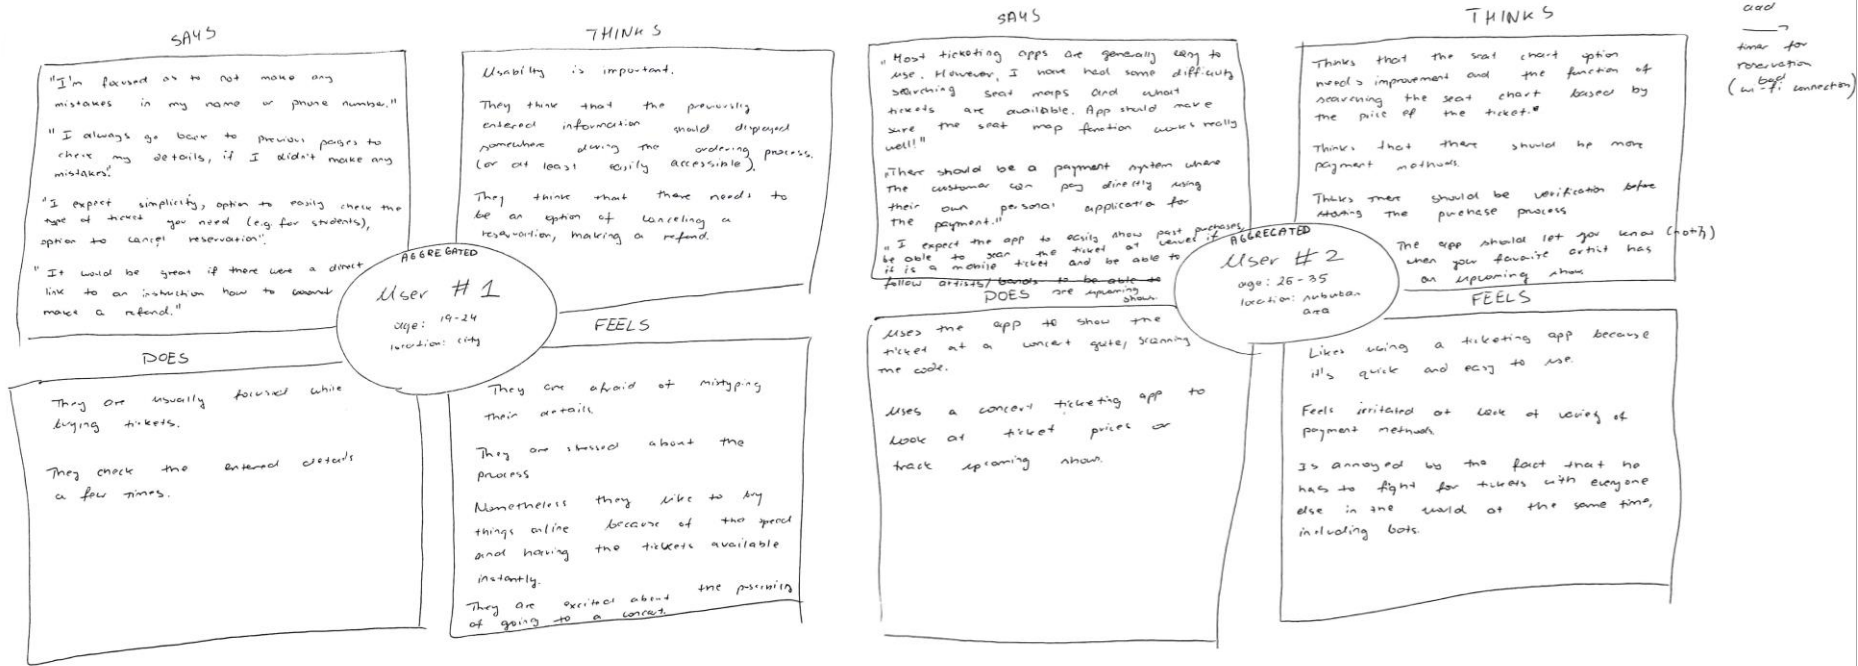 SAYS
"I'm focused as to not make any
mistakes in my name or phone number."
"I always go back to previous pages to
check my details, if I didn't make any
mistakes."
"I expect simplicity, option to easily check the
type of ticket you need (e.g. for students),
option to cancel reservation".
"It would be great if there were a direct
link to an instruction how to
make a refund."
THINKS
Usability is important.
They think that the previously
entered information should displayed
somewhere during the ordering process.
(or at least easily accessible).
They think that there needs to
be an option of canceling a
reservation, making a refund.
AGGREGATED
User #1
age: 19-24
location: city
DOES
They are usually focused while
buying tickets.
They check the entered details
a few times.
FEELS
They are afraid of mistyping
their details
They are stressed about the
process
Nonetheless they like to buy
things online because of the speed
and having the tickets available
instantly.
They are excited about the possibility
of going to a concert.
SAYS
„Most ticketing apps are generally easy to
use. However, I have had some difficulty
searching seat maps and what
tickets are available. App should make
sure the seat map function works really
well!"
„There should be a payment system where
the customer can pay directly using
their own personal application for
the payment."
"I expect the app to easily show past purchases,
be able to scan the ticket at venues if
it is a mobile ticket and be able to
follow artists/ bands to be able to
see upcoming
show.
THINKS
Thinks that the seat chart option
needs improvement and the function of
searching the seat chart based by
the price of the ticket."
Thinks that there should be more
payment methods.
Thinks there should be verification before
starting the purchase process
The app should let you know (notify)
when your favourite artist has
an upcoming show
add
timer for
reservation
bad
(wi-fi connection)
AGGREGATED
User #2
age: 25-35
location: suburban
area
DOES
Uses the app to show the
ticket at a concert gate, scanning
the code.
Uses a concert ticketing app to
look at ticket prices or
track upcoming shows.
FEELS
Likes using a ticketing app because
it's quick and easy to use.
Feels irritated at lack of variety of
payment methods
Is annoyed by the fact that he
has to fight for tickets with everyone
else in the world at the same time,
including bots.